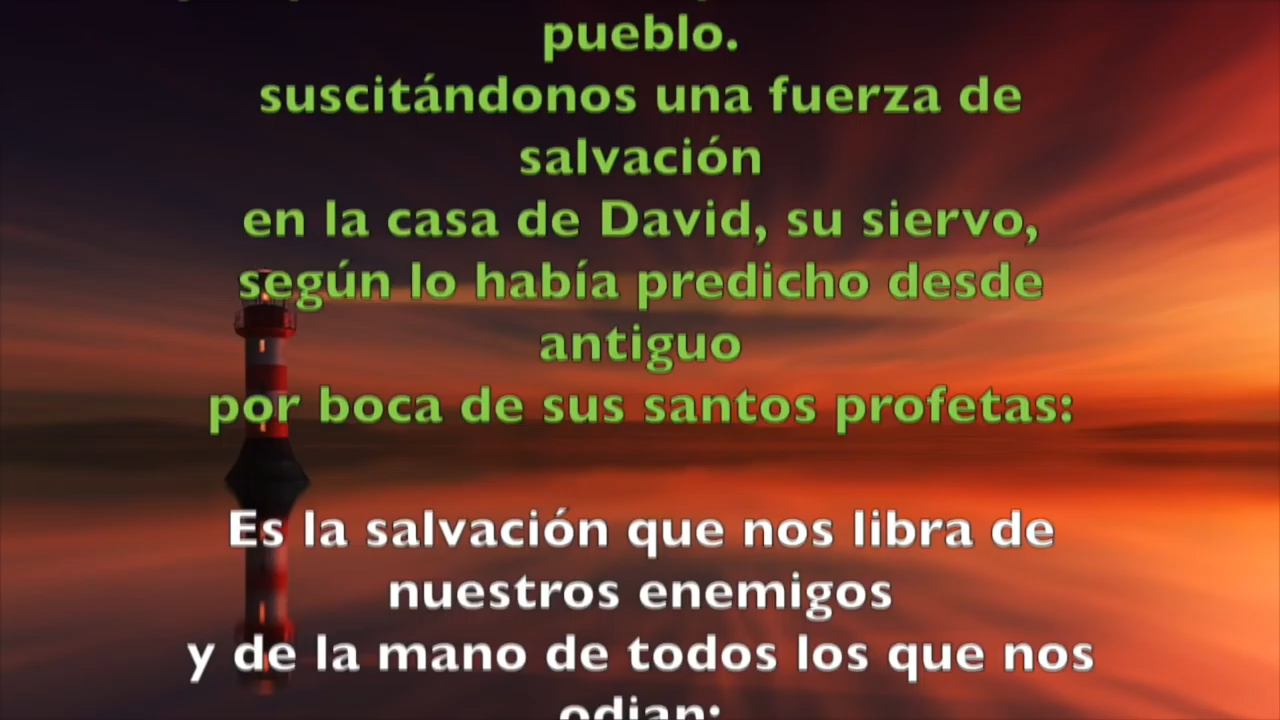 pueblo.
suscitándonos una fuerza de
salvación
en la casa de David, su siervo,
según lo había predicho desde
antiguo
por boca de sus santos profetas:
Es la salvación que nos libra de
nuestros enemigos
y de la mano de todos los que nos
odian;